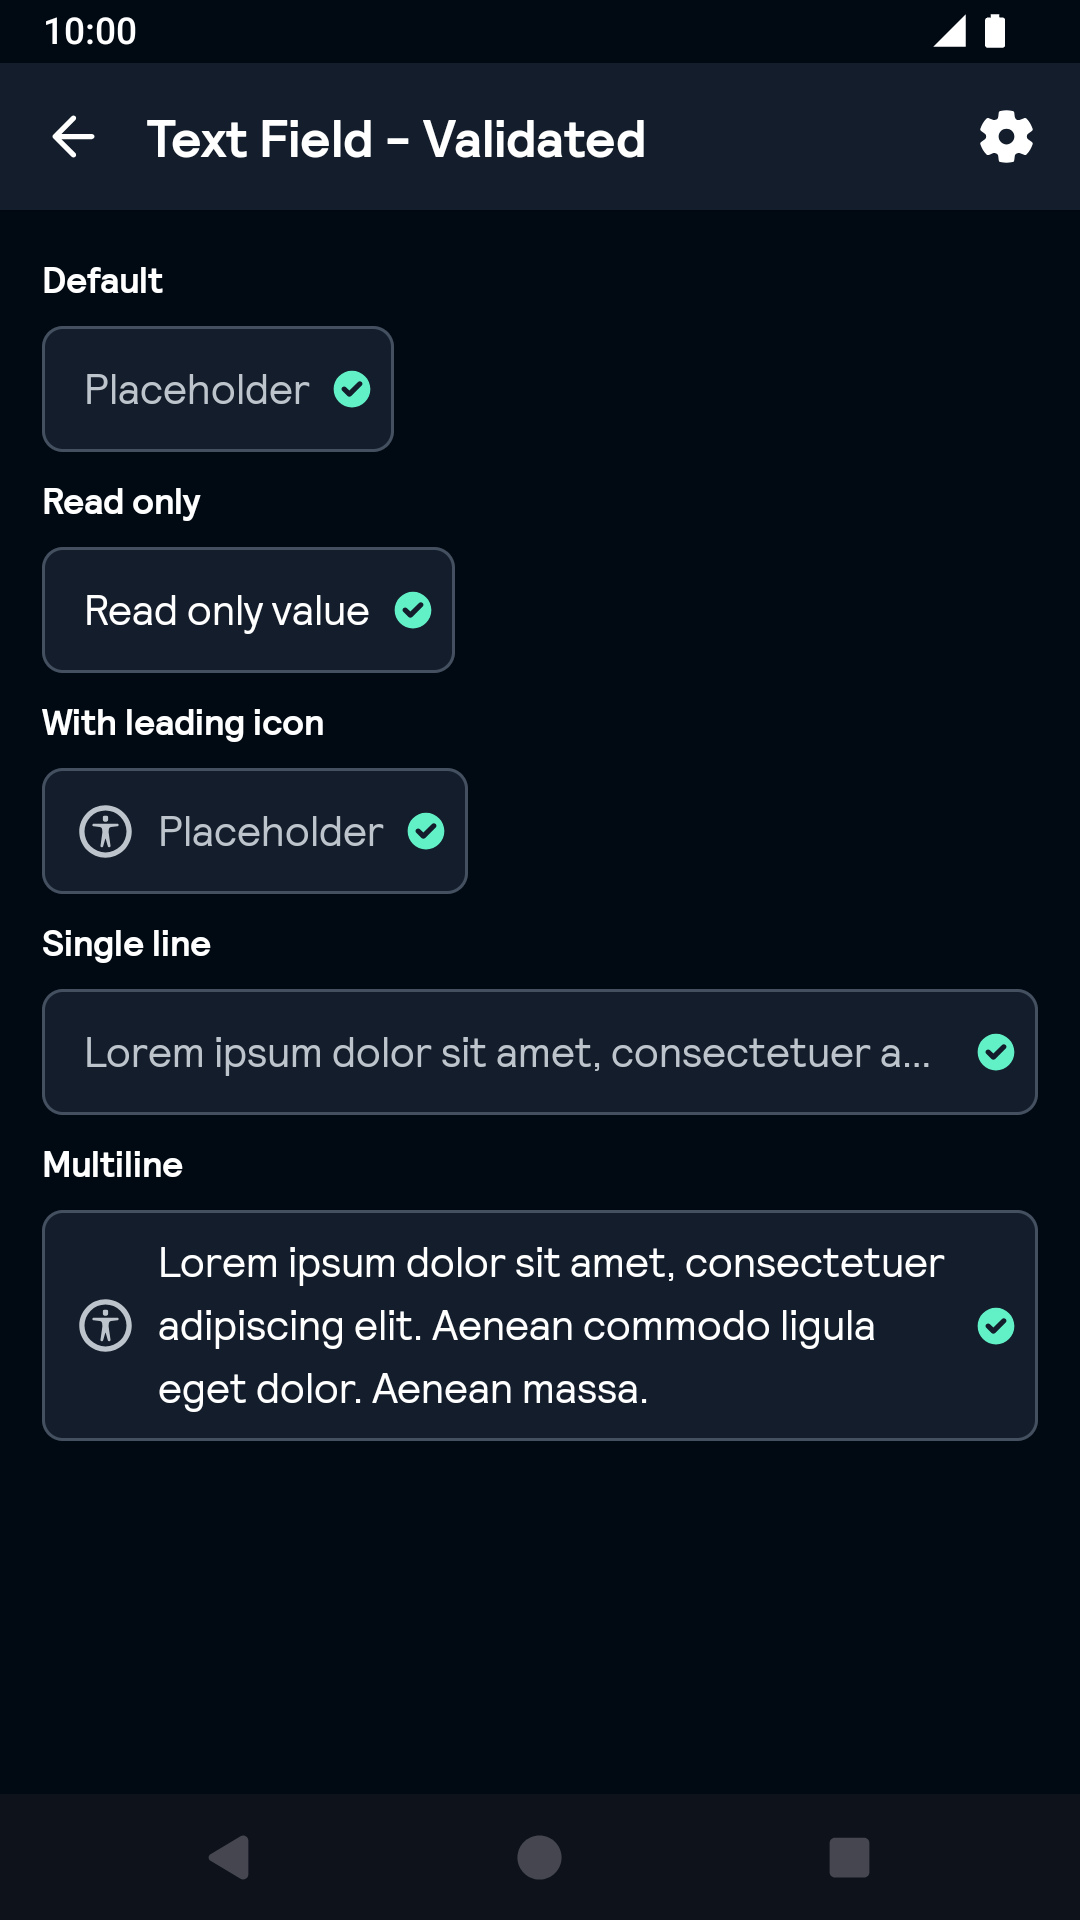 10:00
Text Field - Validated
Default
Placeholder
Read only
Read only value
With leading icon
Placeholder
Single line
Lorem ipsum dolor sit amet, consectetuer a...
Multiline
Lorem ipsum dolor sit amet, consectetuer
adipiscing elit. Aenean commodo ligula
eget dolor. Aenean massa.